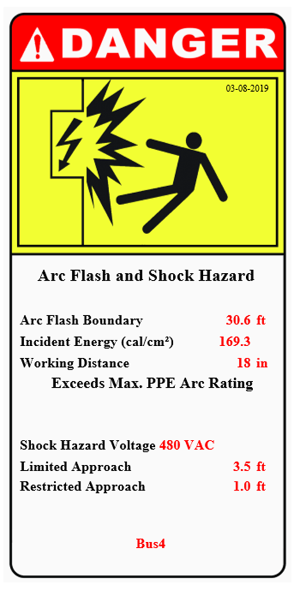 DANGER
03-08-2019
Arc Flash and Shock Hazard
Arc Flash Boundary 30.6 ft
Incident Energy (cal/cm²) 169.3
Working Distance 18 in
Exceeds Max. PPE Arc Rating
Shock Hazard Voltage 480 VAC
Limited Approach 3.5 ft
Restricted Approach 1.0 ft
Bus4